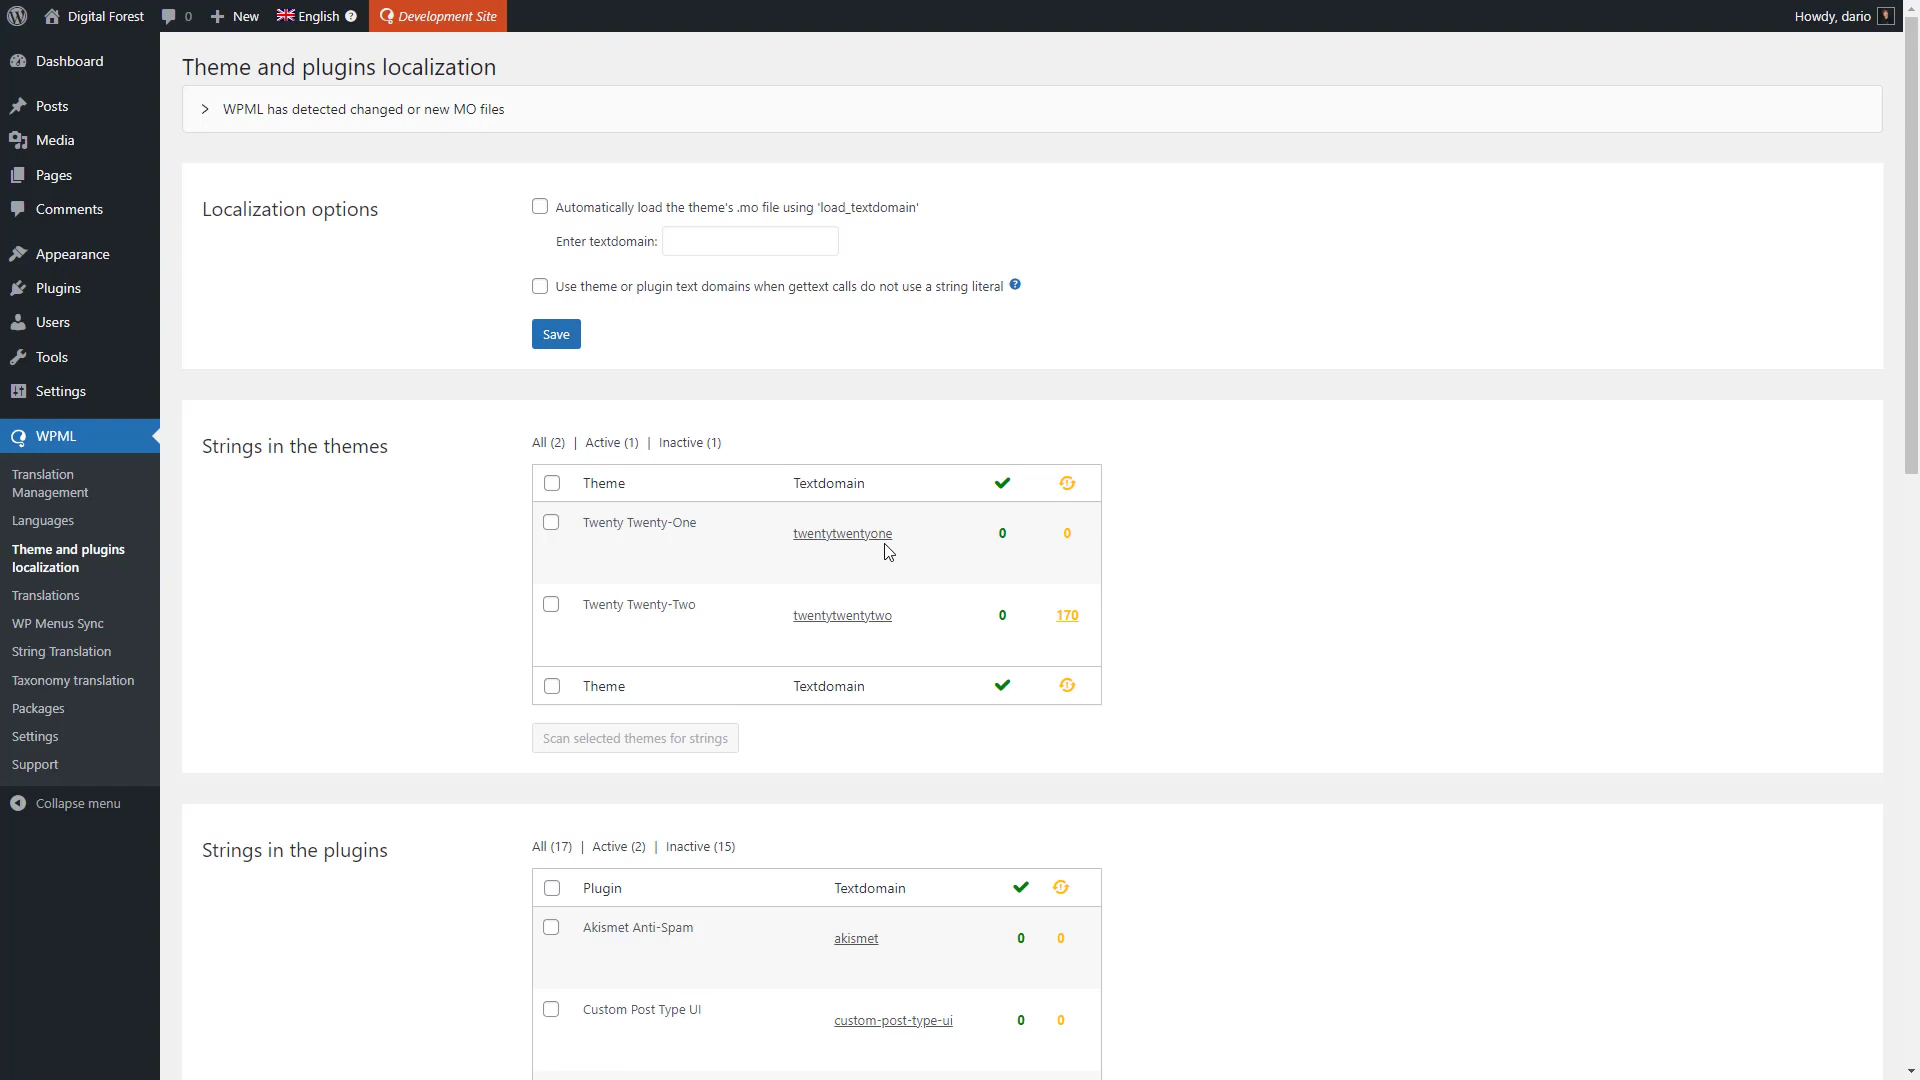 Digital Forest
0
New
English
Development Site
Howdy, dario
Dashboard
Posts
Media
Pages
Comments
Appearance
Plugins
Users
Tools
Settings
WPML
Translation
Management
Languages
Theme and plugins
localization
Translations
WP Menus Sync
String Translation
Taxonomy translation
Packages
Settings
Support
Collapse menu
Theme and plugins localization
WPML has detected changed or new MO files
Localization options
Automatically load the theme's .mo file using 'load_textdomain'
Enter textdomain:
Use theme or plugin text domains when gettext calls do not use a string literal
Save
Strings in the themes
All (2) | Active (1) | Inactive (1)
Theme Textdomain
Twenty Twenty-One twentytwentyone 0 0
Twenty Twenty-Two twentytwentytwo 0 170
Theme Textdomain
Scan selected themes for strings
Strings in the plugins
All (17) | Active (2) | Inactive (15)
Plugin Textdomain
Akismet Anti-Spam akismet 0 0
Custom Post Type UI custom-post-type-ui 0 0